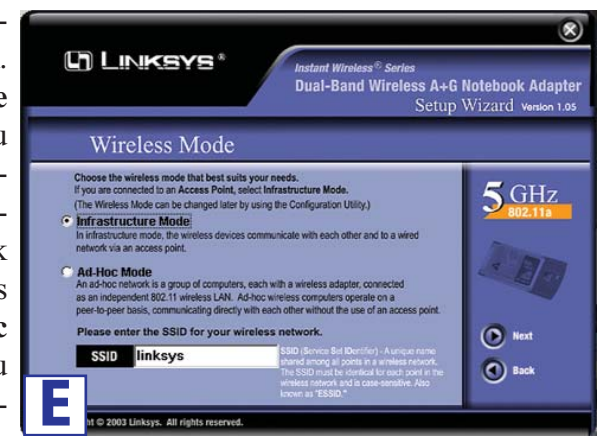 -
.
e
u
-
-
k
s
c
u
-
LINKSYS®
Instant Wireless® Series
Dual-Band Wireless A+G Notebook Adapter
Setup Wizard Version 1.05
Wireless Mode
Choose the wireless mode that best suits your needs.
If you are connected to an Access Point, select Infrastructure Mode.
(The Wireless Mode can be changed later by using the Configuration Utility.)
Infrastructure Mode
In infrastructure mode, the wireless devices communicate with each other and to a wired
network via an access point.
Ad-Hoc Mode
An ad-hoc network is a group of computers, each with a wireless adapter, connected
as an independent 802.11 wireless LAN. Ad-hoc wireless computers operate on a
peer-to-peer basis, communicating directly with each other without the use of an access point.
Please enter the SSID for your wireless network.
SSID linksys
SSID (Service Set IDentifier) - A unique name
shared among all points in a wireless network.
The SSID must be identical for each point in the
wireless network and is case-sensitive. Also
known as "ESSID."
5 GHz
802.11a
Next
Back
E
ht © 2003 Linksys. All rights reserved.